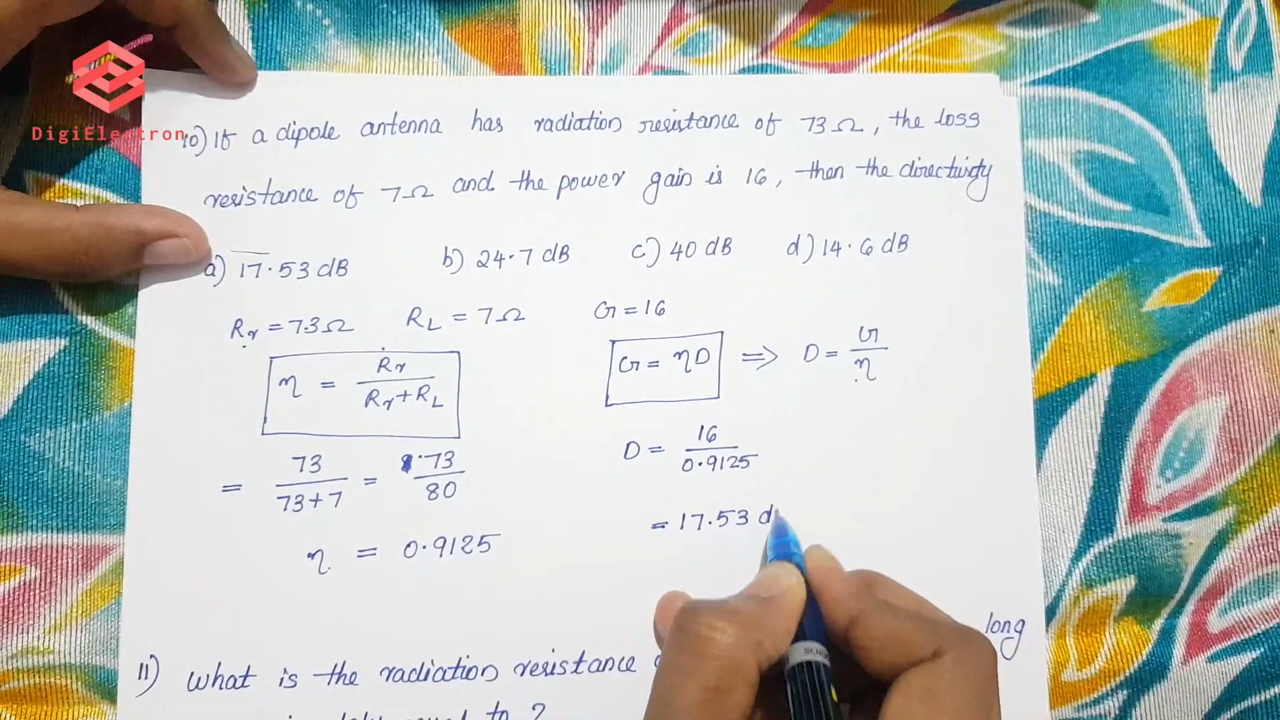 DigiElectron
10) If a dipole antenna has radiation resistance of 73Ω, the loss
resistance of 7Ω and the power gain is 16, then the directivity
a) 17.53 dB b) 24.7 dB c) 40 dB d) 14.6 dB
Rr = 73Ω RL = 7Ω G = 16
η = Rr / (Rr + RL) G = ηD ⟹ D = G / η
= 73 / (73+7) = 73 / 80 D = 16 / 0.9125
η = 0.9125 = 17.53 d
long
11) what is the radiation resistance
equal to ?